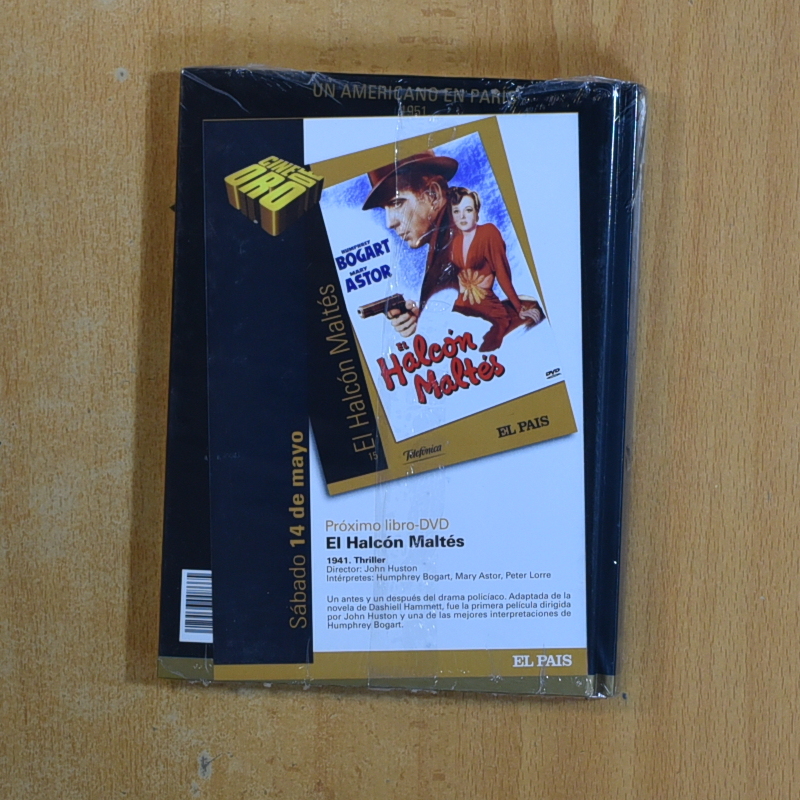 UN AMERICANO EN PARÍS
1951
CINE DE
ORO
HUMPHREY
BOGART
MARY
ASTOR
EL
Halcón
Maltés
DVD
El Halcón Maltés
15
Telefónica
EL PAIS
Sábado 14 de mayo
Próximo libro-DVD
El Halcón Maltés
1941. Thriller
Director: John Huston
Intérpretes: Humphrey Bogart, Mary Astor, Peter Lorre
Un antes y un después del drama policíaco. Adaptada de la
novela de Dashiell Hammett, fue la primera película dirigida
por John Huston y una de las mejores interpretaciones de
Humphrey Bogart.
EL PAIS